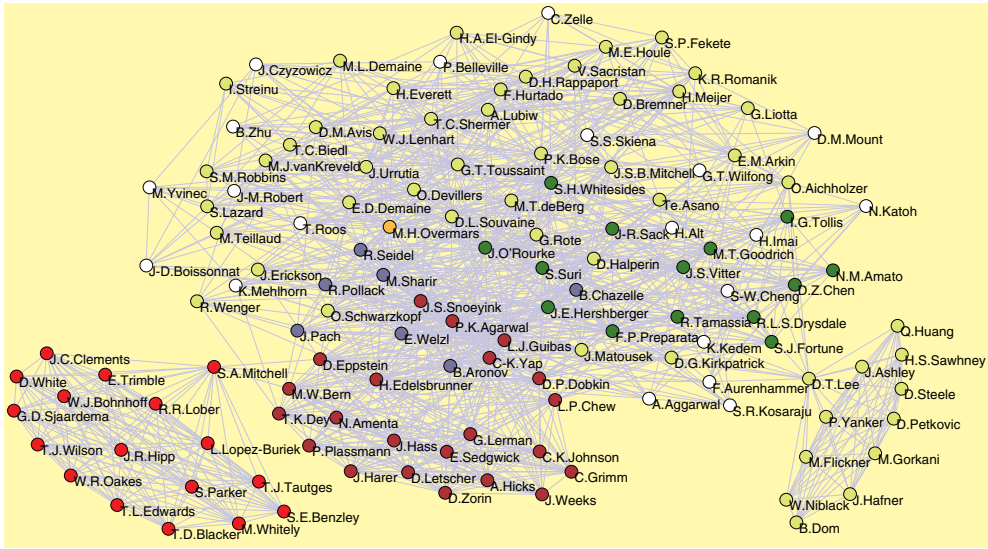 C.Zelle
H.A.El-Gindy
S.P.Fekete
M.E.Houle
J.Czyzowicz
M.L.Demaine
P.Belleville
V.Sacristan
K.R.Romanik
D.H.Rappaport
I.Streinu
H.Everett
F.Hurtado
H.Meijer
D.Bremner
G.Liotta
A.Lubiw
T.C.Shermer
B.Zhu
D.M.Avis
W.J.Lenhart
S.S.Skiena
D.M.Mount
T.C.Biedl
P.K.Bose
E.M.Arkin
M.J.vanKreveld
J.Urrutia
G.T.Toussaint
J.S.B.Mitchell
G.T.Wilfong
S.M.Robbins
S.H.Whitesides
O.Aichholzer
M.Yvinec
J-M.Robert
O.Devillers
M.T.deBerg
Te.Asano
N.Katoh
S.Lazard
E.D.Demaine
D.L.Souvaine
I.G.Tollis
T.Roos
M.H.Overmars
J-R.Sack
H.Alt
M.Teillaud
G.Rote
H.Imai
R.Seidel
J.O'Rourke
M.T.Goodrich
D.Halperin
J-D.Boissonnat
J.Erickson
M.Sharir
S.Suri
J.S.Vitter
N.M.Amato
K.Mehlhorn
R.Pollack
B.Chazelle
S-W.Cheng
D.Z.Chen
R.Wenger
O.Schwarzkopf
J.S.Snoeyink
J.E.Hershberger
R.Tamassia
R.L.S.Drysdale
J.Pach
E.Welzl
P.K.Agarwal
F.P.Preparata
Q.Huang
L.J.Guibas
K.Kedem
S.J.Fortune
J.C.Clements
D.Eppstein
C-K.Yap
J.Matousek
D.G.Kirkpatrick
H.S.Sawhney
S.A.Mitchell
B.Aronov
J.Ashley
D.White
E.Trimble
H.Edelsbrunner
D.P.Dobkin
F.Aurenhammer
D.T.Lee
M.W.Bern
D.Steele
W.J.Bohnhoff
L.P.Chew
A.Aggarwal
S.R.Kosaraju
G.D.Sjaardema
R.R.Lober
T.K.Dey
N.Amenta
P.Yanker
D.Petkovic
T.J.Wilson
L.Lopez-Buriek
P.Plassmann
J.Hass
G.Lerman
J.R.Hipp
E.Sedgwick
C.K.Johnson
M.Flickner
M.Gorkani
W.R.Oakes
S.Parker
T.J.Tautges
J.Harer
D.Letscher
A.Hicks
C.Grimm
D.Zorin
J.Weeks
W.Niblack
J.Hafner
T.L.Edwards
S.E.Benzley
T.D.Blacker
M.Whitely
B.Dom